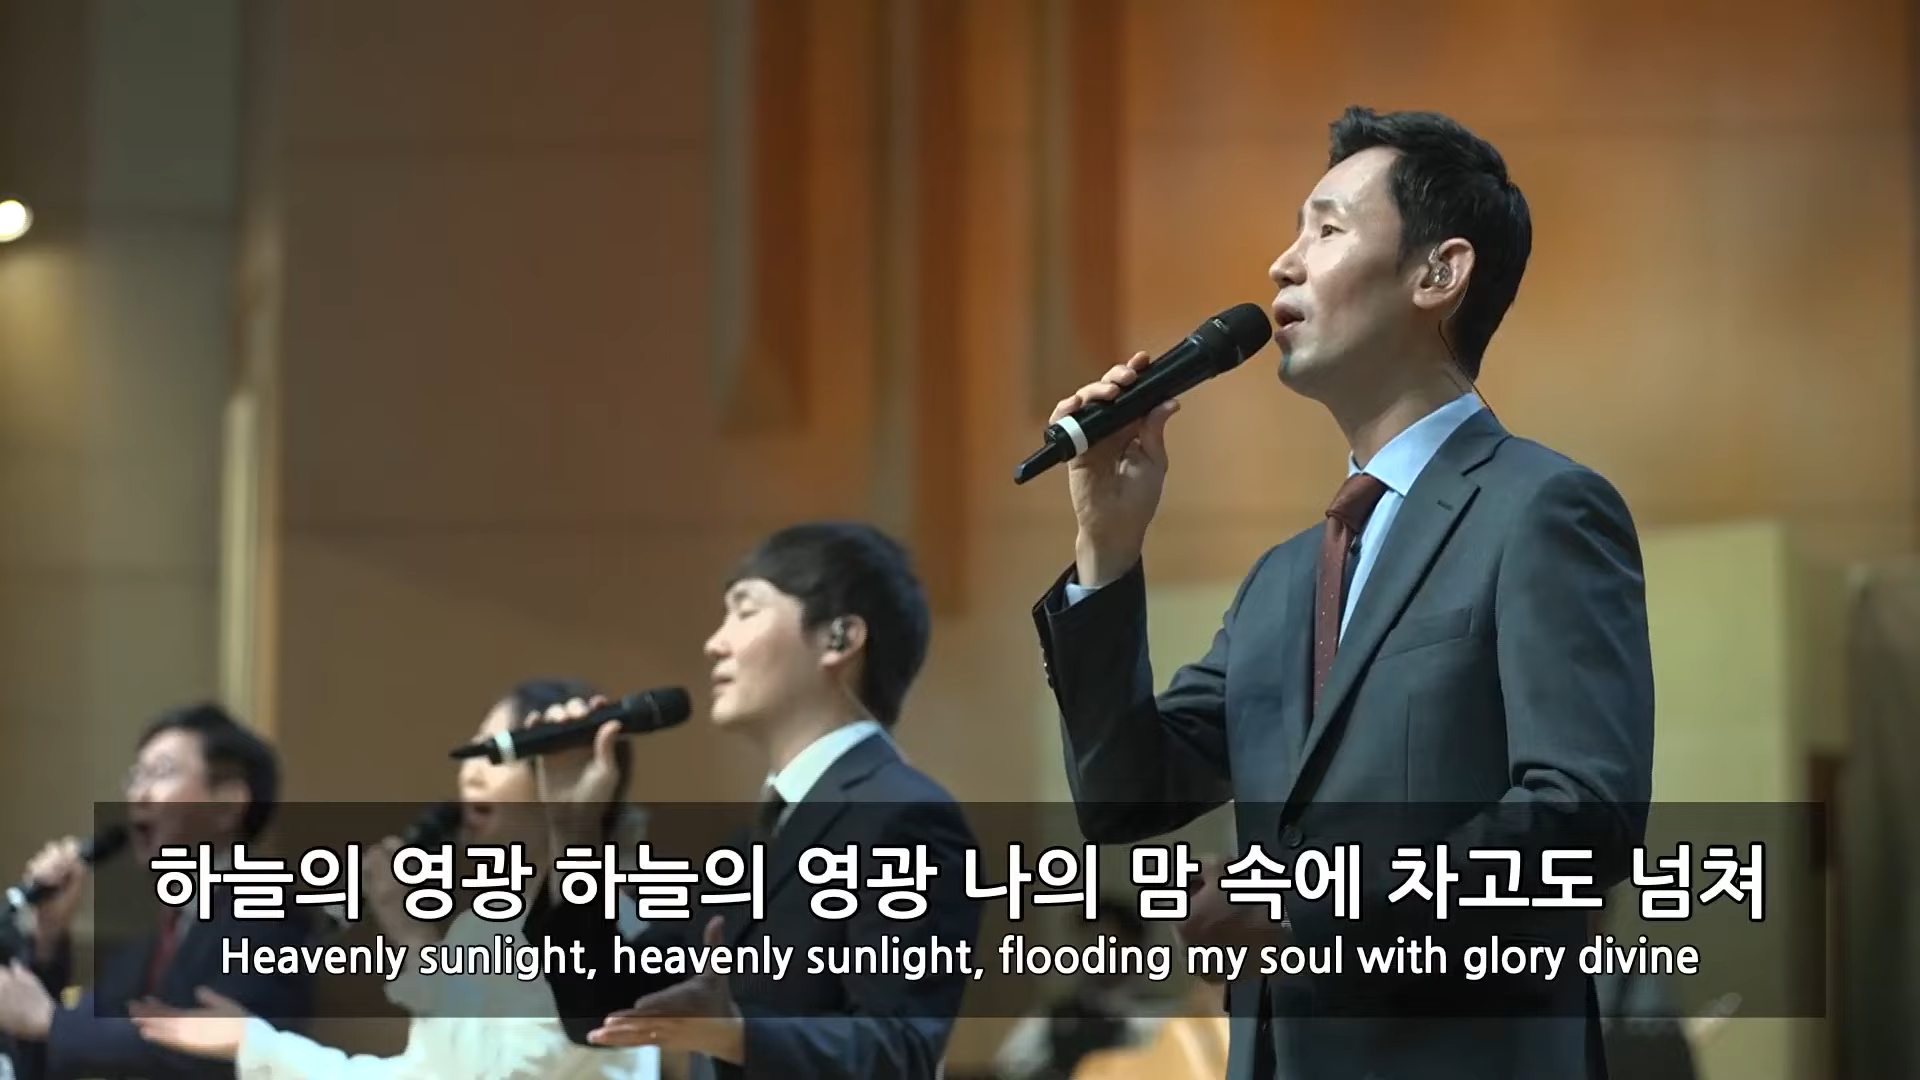 하늘의 영광 하늘의 영광 나의 맘 속에 차고도 넘쳐
Heavenly sunlight, heavenly sunlight, flooding my soul with glory divine